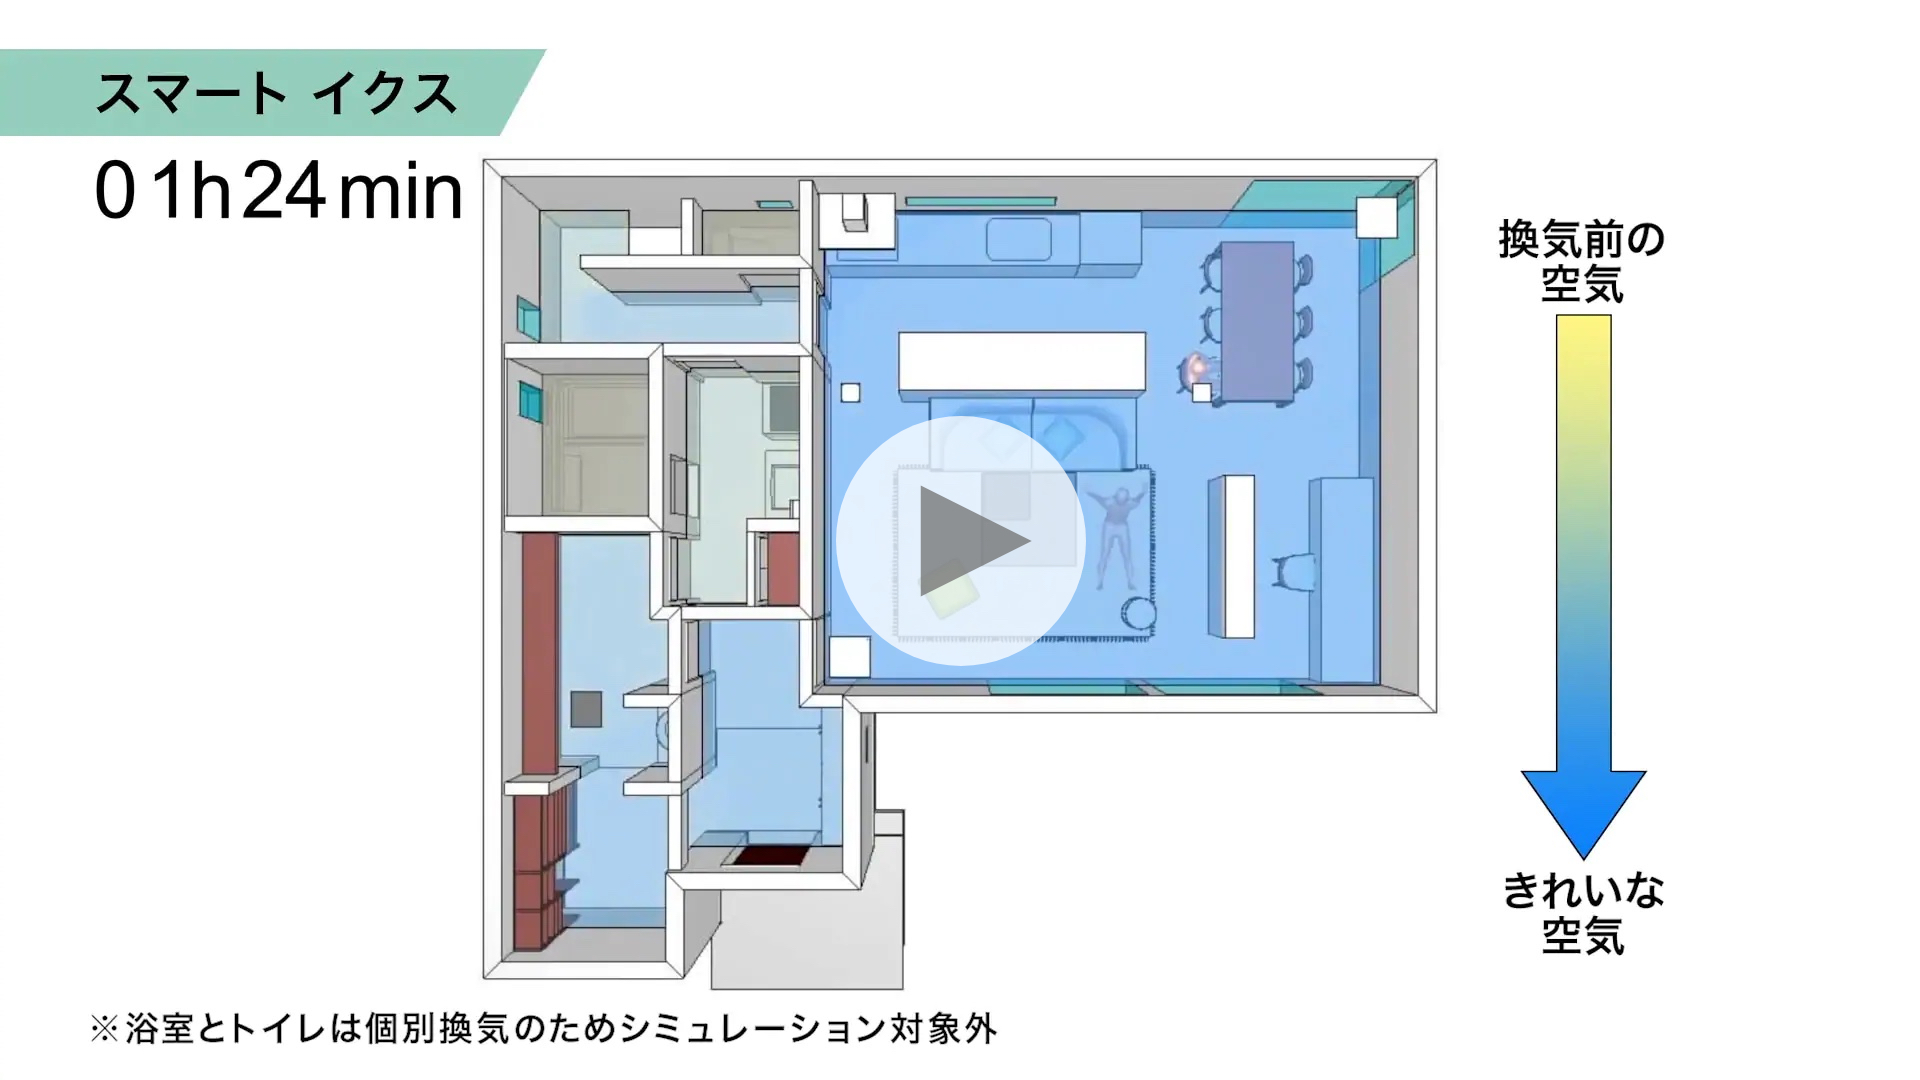 スマート イクス
01h24min
換気前の
空気
きれいな
空気
※浴室とトイレは個別換気のためシミュレーション対象外